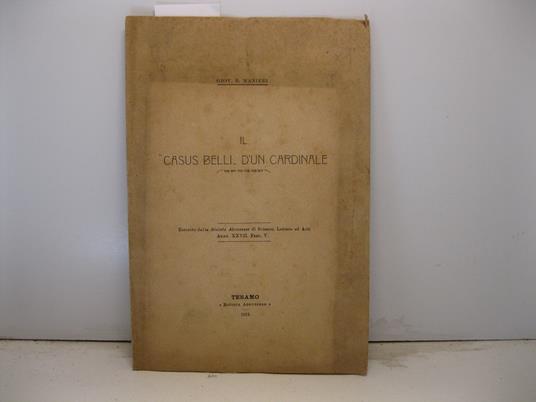 GIOV. B. MANIERI
IL
"CASUS BELLI„ D'UN CARDINALE
Estratto dalla Rivista Abruzzese di Scienze, Lettere ed Arti
Anno XXVII. Fasc. V.
TERAMO
« Rivista Abruzzese »